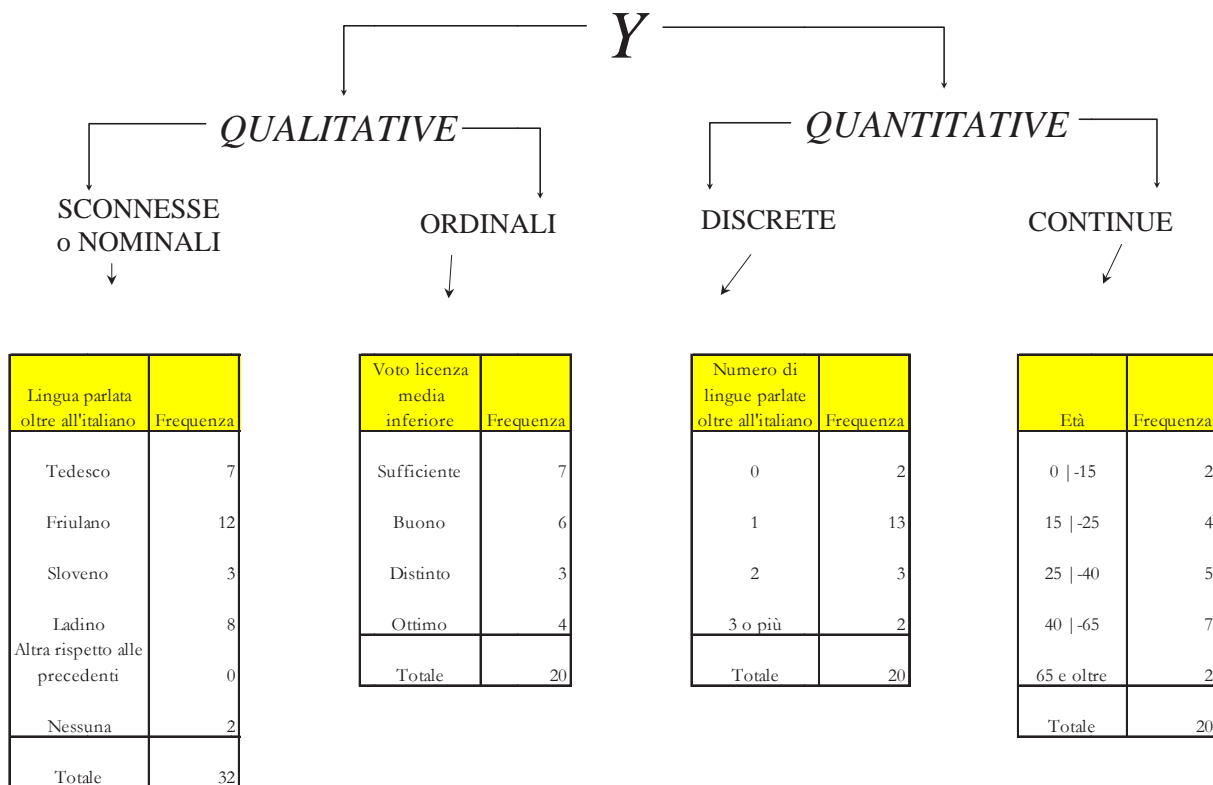 Y
QUALITATIVE
QUANTITATIVE
SCONNESSE
o NOMINALI
ORDINALI
DISCRETE
CONTINUE
Lingua parlata
oltre all'italiano Frequenza
Tedesco 7
Friulano 12
Sloveno 3
Ladino 8
Altra rispetto alle
precedenti 0
Nessuna 2
Totale 32
Voto licenza
media
inferiore Frequenza
Sufficiente 7
Buono 6
Distinto 3
Ottimo 4
Totale 20
Numero di
lingue parlate
oltre all'italiano Frequenza
0 2
1 13
2 3
3 o più 2
Totale 20
Età Frequenza
0 |-15 2
15 |-25 4
25 |-40 5
40 |-65 7
65 e oltre 2
Totale 20